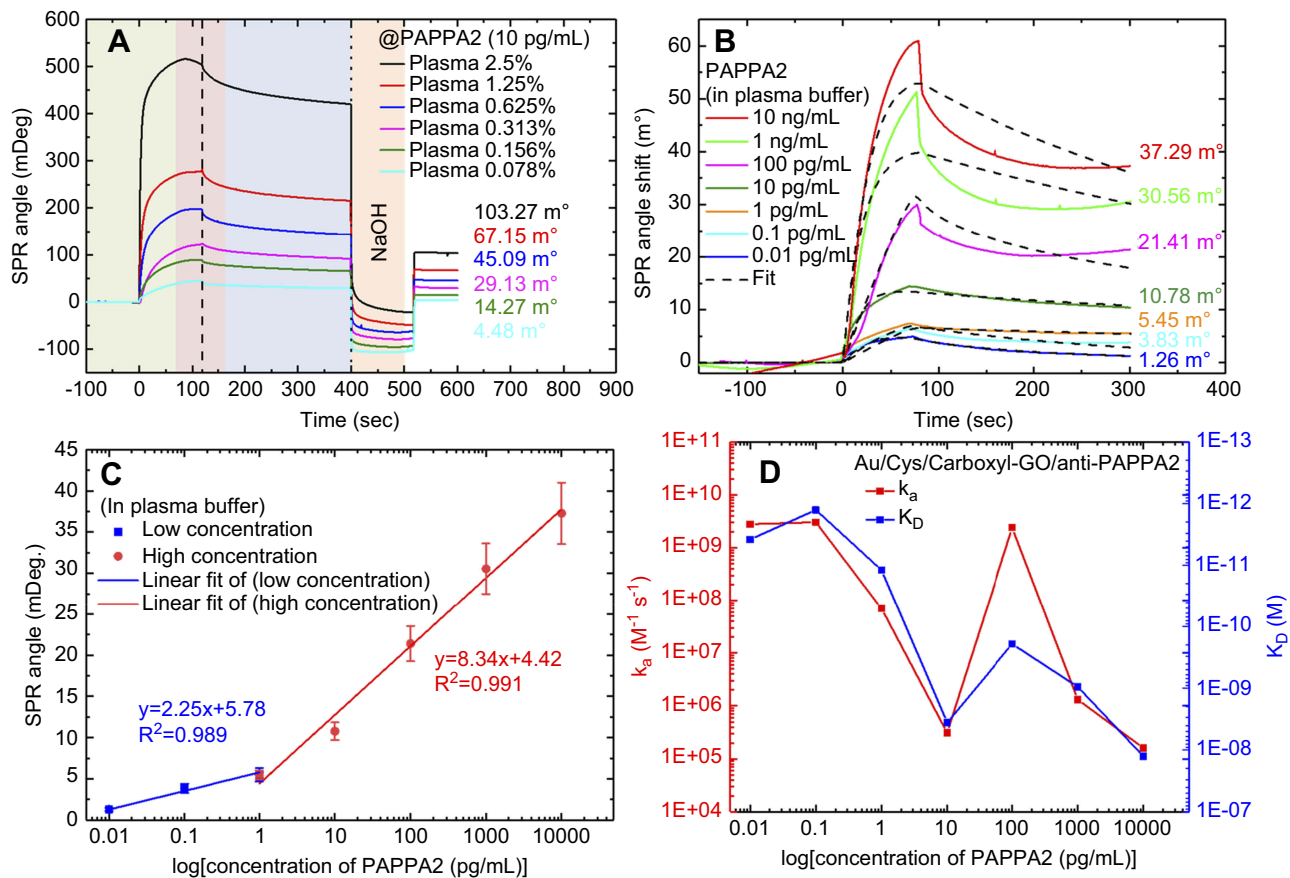 A
@PAPPA2 (10 pg/mL)
Plasma 2.5%
Plasma 1.25%
Plasma 0.625%
Plasma 0.313%
Plasma 0.156%
Plasma 0.078%
NaOH
103.27 m°
67.15 m°
45.09 m°
29.13 m°
14.27 m°
4.48 m°
SPR angle (mDeg)
500
400
300
200
100
0
-100
-100 0 100 200 300 400 500 600 700 800 900
Time (sec)
B
PAPPA2
(in plasma buffer)
10 ng/mL
1 ng/mL
100 pg/mL
10 pg/mL
1 pg/mL
0.1 pg/mL
0.01 pg/mL
Fit
37.29 m°
30.56 m°
21.41 m°
10.78 m°
5.45 m°
3.83 m°
1.26 m°
SPR angle shift (m°)
60
50
40
30
20
10
0
-100 0 100 200 300 400
Time (sec)
C
(In plasma buffer)
Low concentration
High concentration
Linear fit of (low concentration)
Linear fit of (high concentration)
y=8.34x+4.42
R²=0.991
y=2.25x+5.78
R²=0.989
SPR angle (mDeg.)
45
40
35
30
25
20
15
10
5
0
0.01 0.1 1 10 100 1000 10000
log[concentration of PAPPA2 (pg/mL)]
D
Au/Cys/Carboxyl-GO/anti-PAPPA2
kₐ
K_D
kₐ (M⁻¹ s⁻¹)
1E+11
1E+10
1E+09
1E+08
1E+07
1E+06
1E+05
1E+04
K_D (M)
1E-13
1E-12
1E-11
1E-10
1E-09
1E-08
1E-07
0.01 0.1 1 10 100 1000 10000
log[concentration of PAPPA2 (pg/mL)]